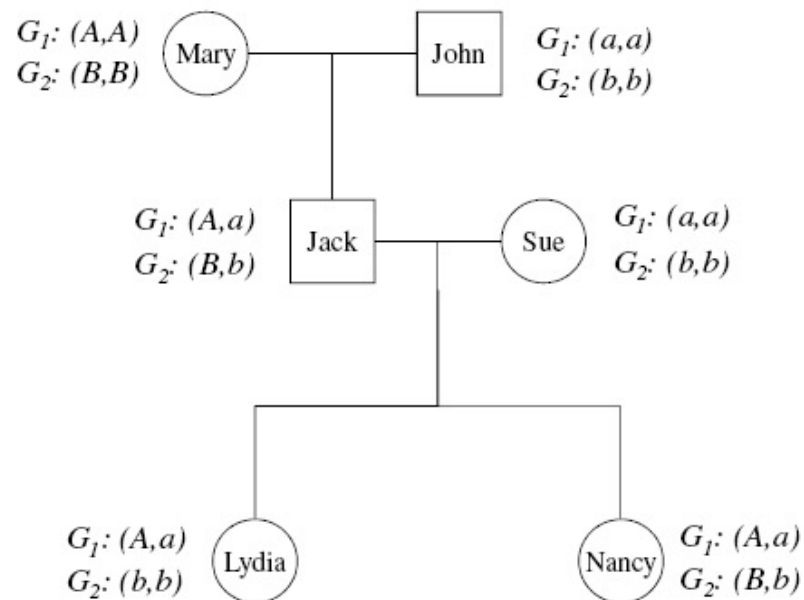 G1: (A,A)
G2: (B,B)
Mary
John
G1: (a,a)
G2: (b,b)
G1: (A,a)
G2: (B,b)
Jack
Sue
G1: (a,a)
G2: (b,b)
G1: (A,a)
G2: (b,b)
Lydia
Nancy
G1: (A,a)
G2: (B,b)